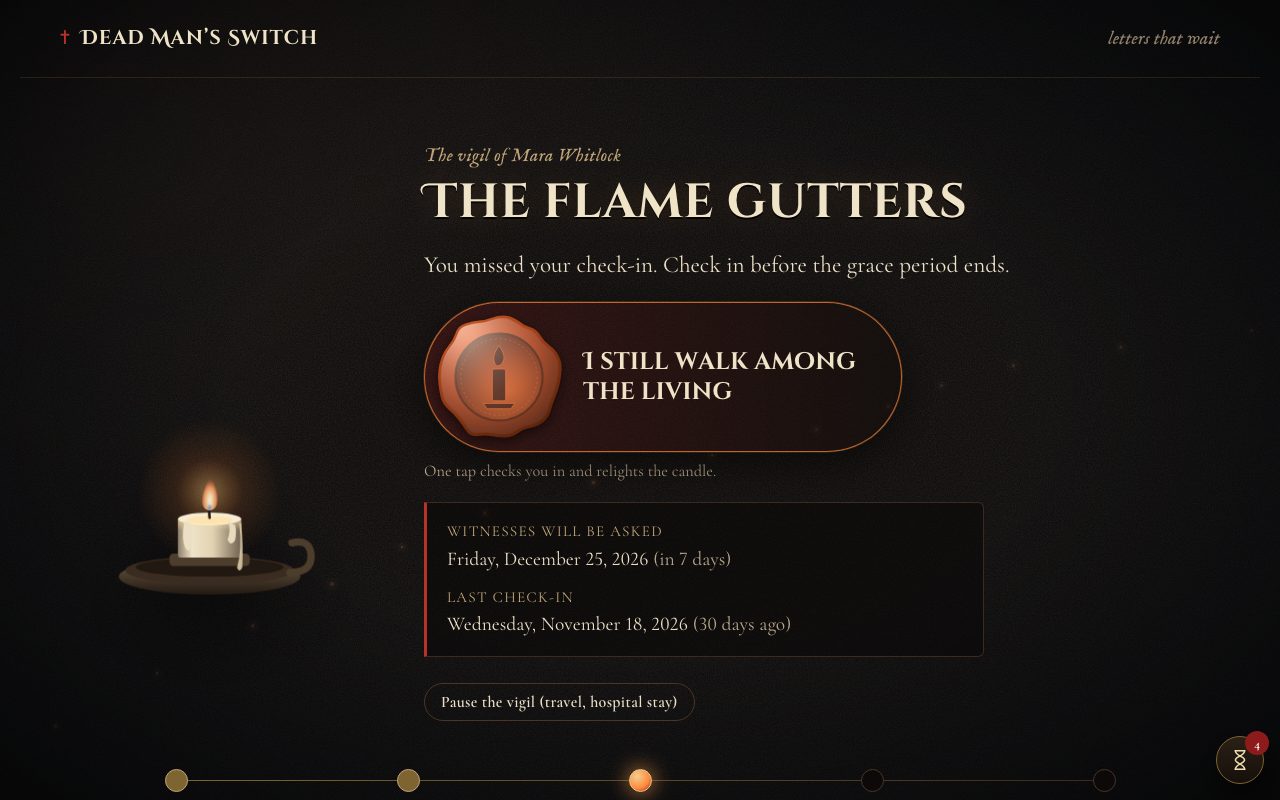 † DEAD MAN'S SWITCH
letters that wait
The vigil of Mara Whitlock
THE FLAME GUTTERS
You missed your check-in. Check in before the grace period ends.
I STILL WALK AMONG
THE LIVING
One tap checks you in and relights the candle.
WITNESSES WILL BE ASKED
Friday, December 25, 2026 (in 7 days)
LAST CHECK-IN
Wednesday, November 18, 2026 (30 days ago)
Pause the vigil (travel, hospital stay)
4